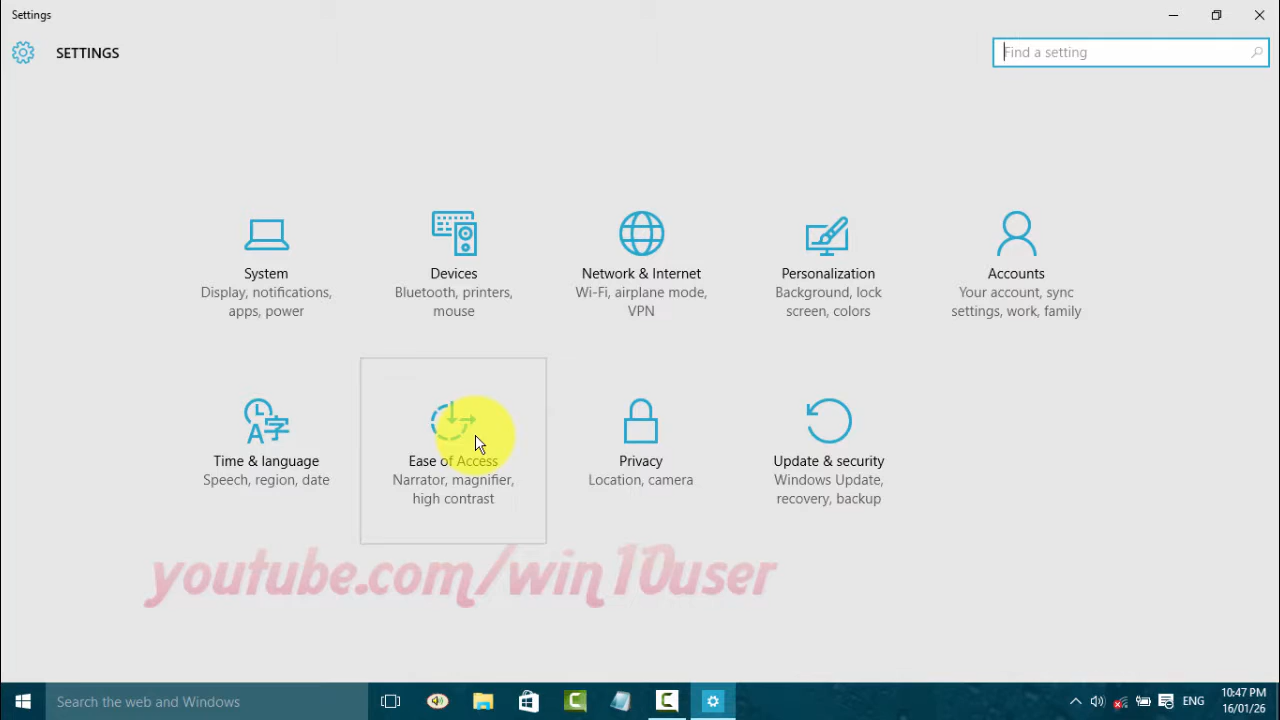 Settings
SETTINGS
Find a setting
System
Display, notifications,
apps, power
Devices
Bluetooth, printers,
mouse
Network & Internet
Wi-Fi, airplane mode,
VPN
Personalization
Background, lock
screen, colors
Accounts
Your account, sync
settings, work, family
Time & language
Speech, region, date
Ease of Access
Narrator, magnifier,
high contrast
Privacy
Location, camera
Update & security
Windows Update,
recovery, backup
youtube.com/win10user
Search the web and Windows
ENG
10:47 PM
16/01/26